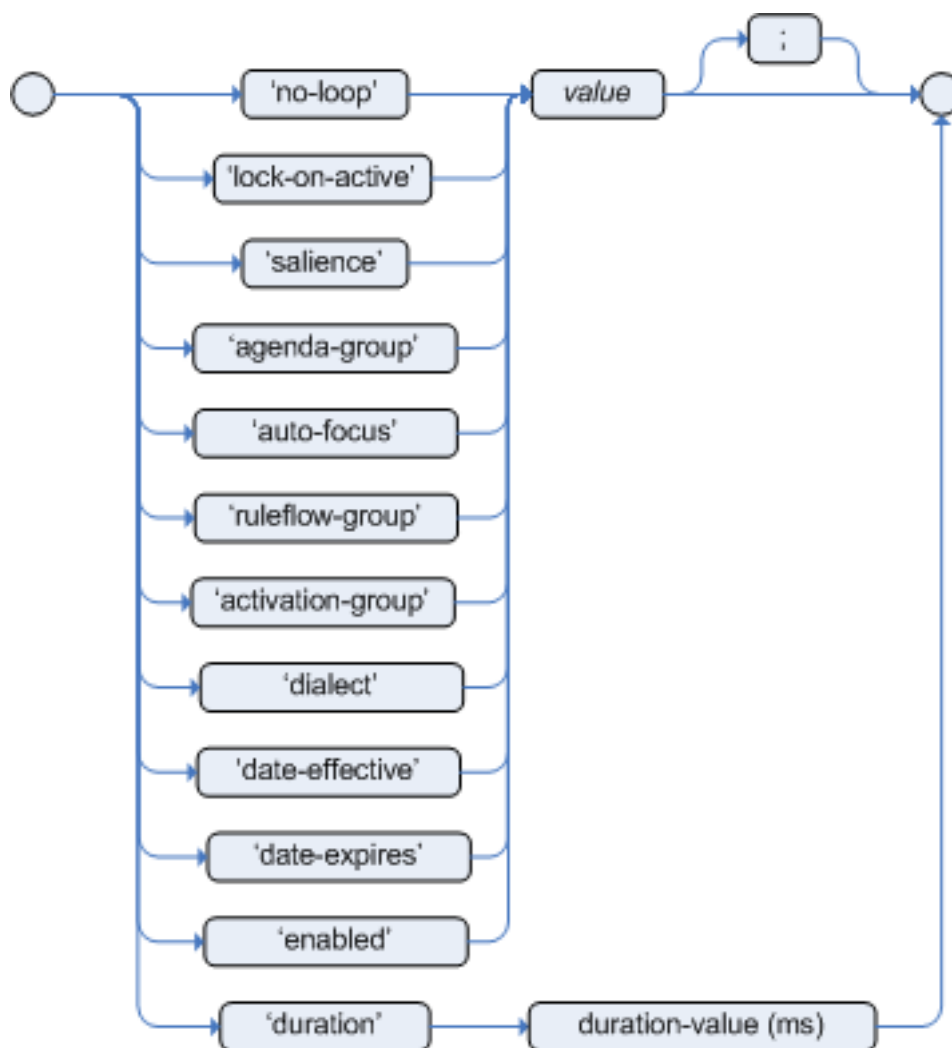 ‘no-loop’ value ;
‘lock-on-active’
‘salience’
‘agenda-group’
‘auto-focus’
‘ruleflow-group’
‘activation-group’
‘dialect’
‘date-effective’
‘date-expires’
‘enabled’
‘duration’ duration-value (ms)